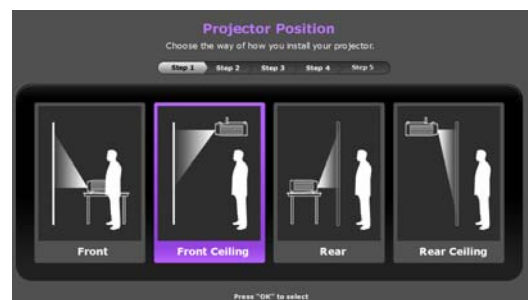 Projector Position
Choose the way of how you install your projector.
Step 1 Step 2 Step 3 Step 4 Step 5
Front Front Ceiling Rear Rear Ceiling
Press "OK" to select